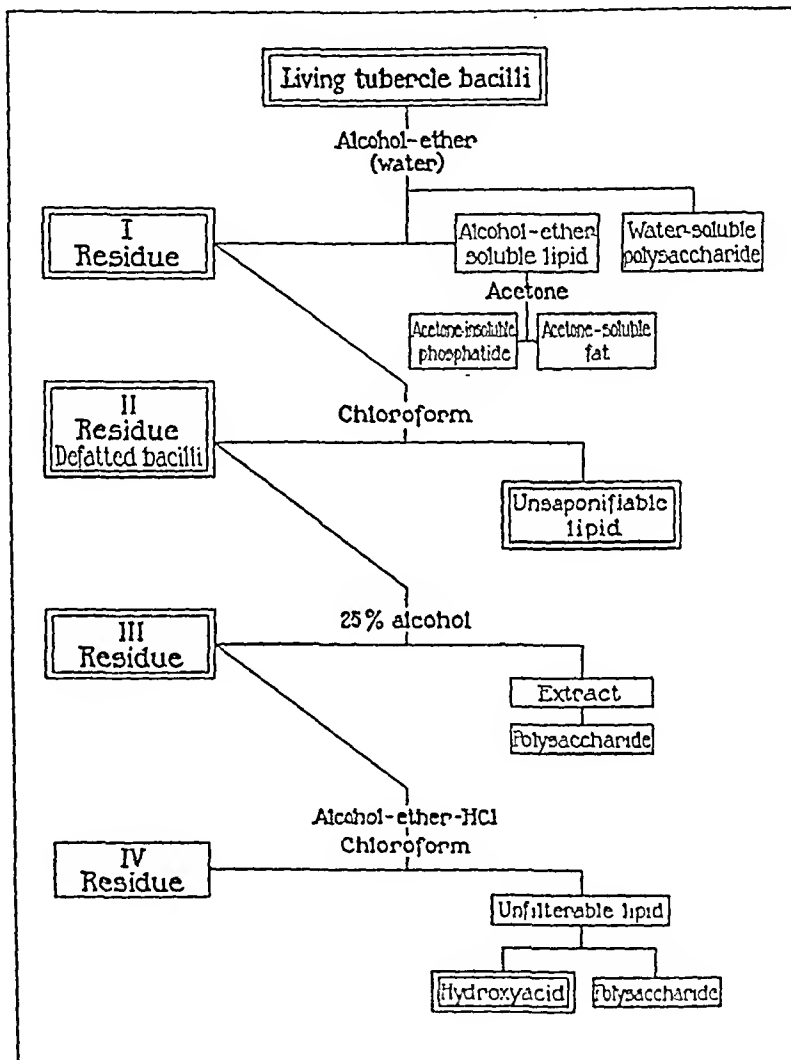 Living tubercle bacilli
Alcohol-ether
(water)
I
Residue
Alcohol-ether
soluble lipid
Water-soluble
polysaccharide
Acetone
Acetone-insoluble
phosphatide
Acetone-soluble
fat
II
Residue
Defatted bacilli
Chloroform
Unsaponifiable
lipid
III
Residue
25% alcohol
Extract
Polysaccharide
Alcohol-ether-HCl
Chloroform
IV
Residue
Unfilterable lipid
Hydroxyacid
Polysaccharide